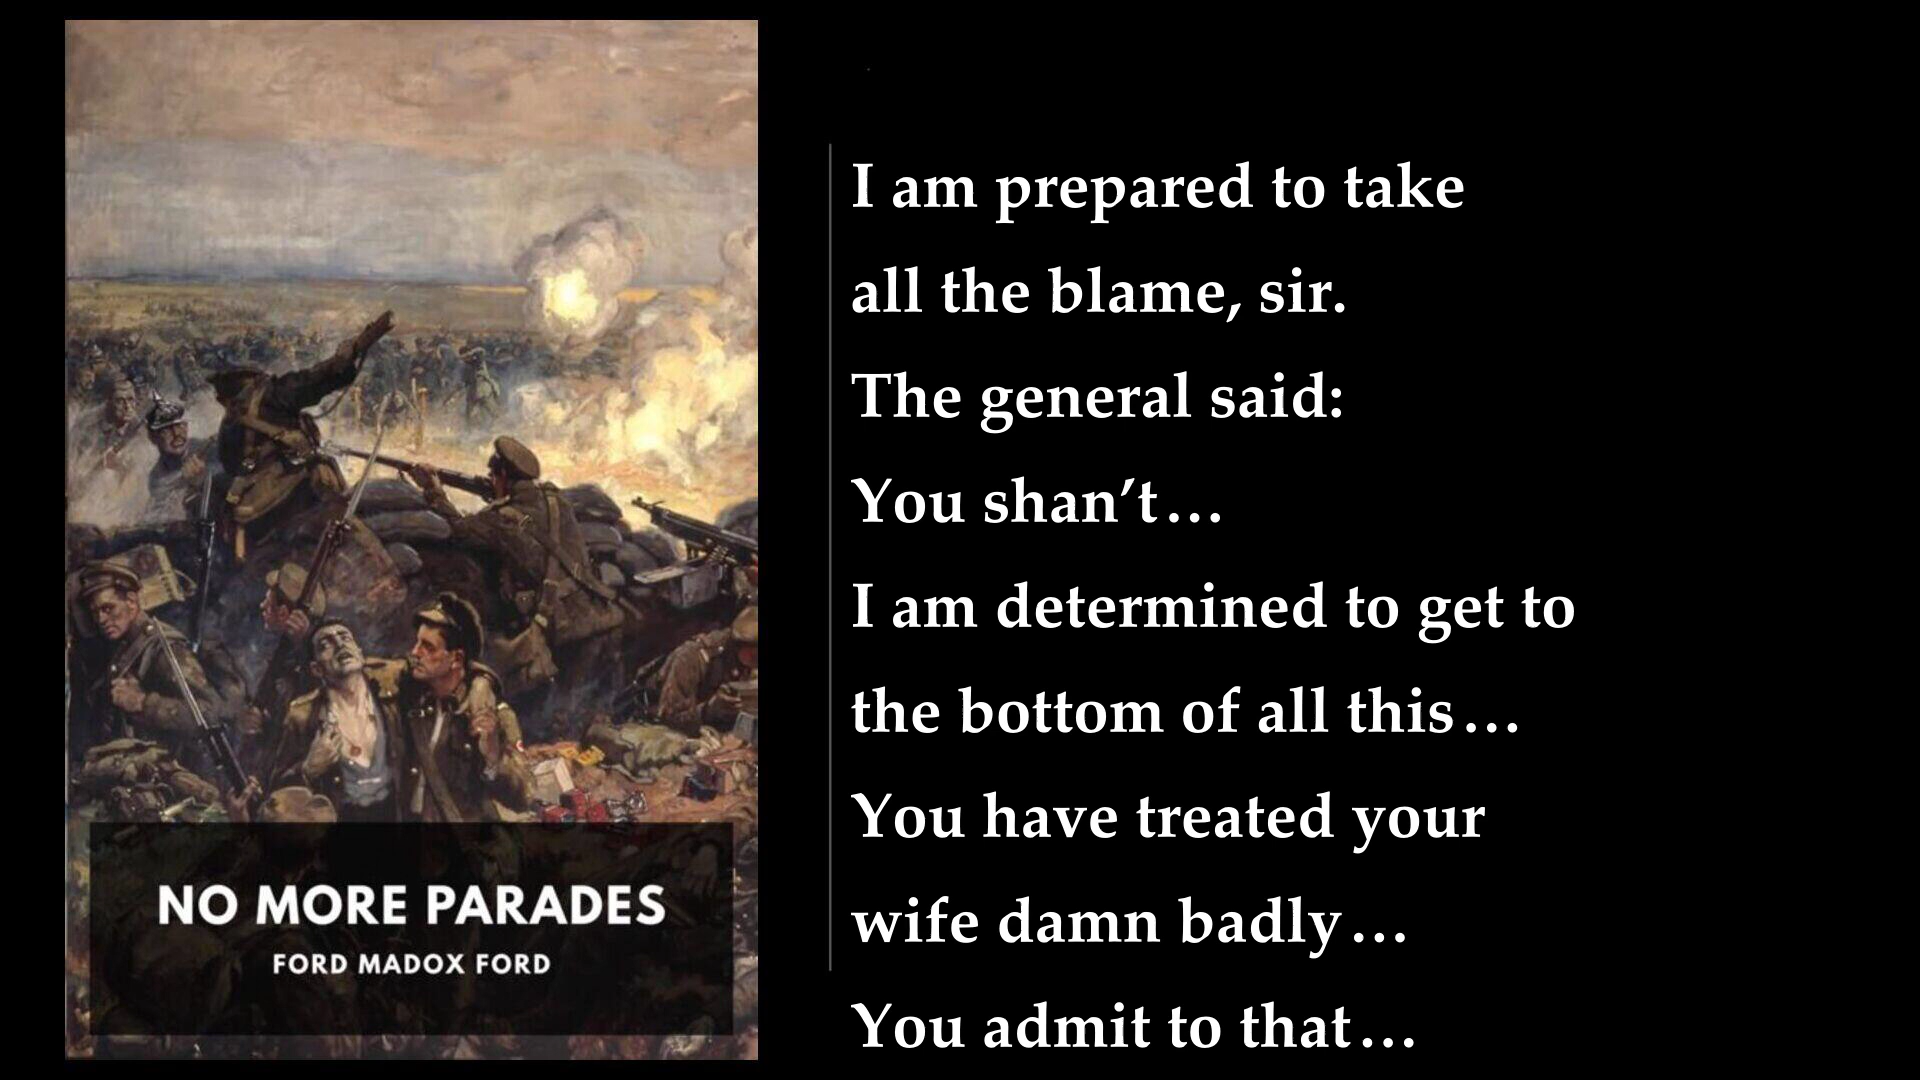 NO MORE PARADES
FORD MADOX FORD
I am prepared to take
all the blame, sir.
The general said:
You shan’t…
I am determined to get to
the bottom of all this…
You have treated your
wife damn badly…
You admit to that…